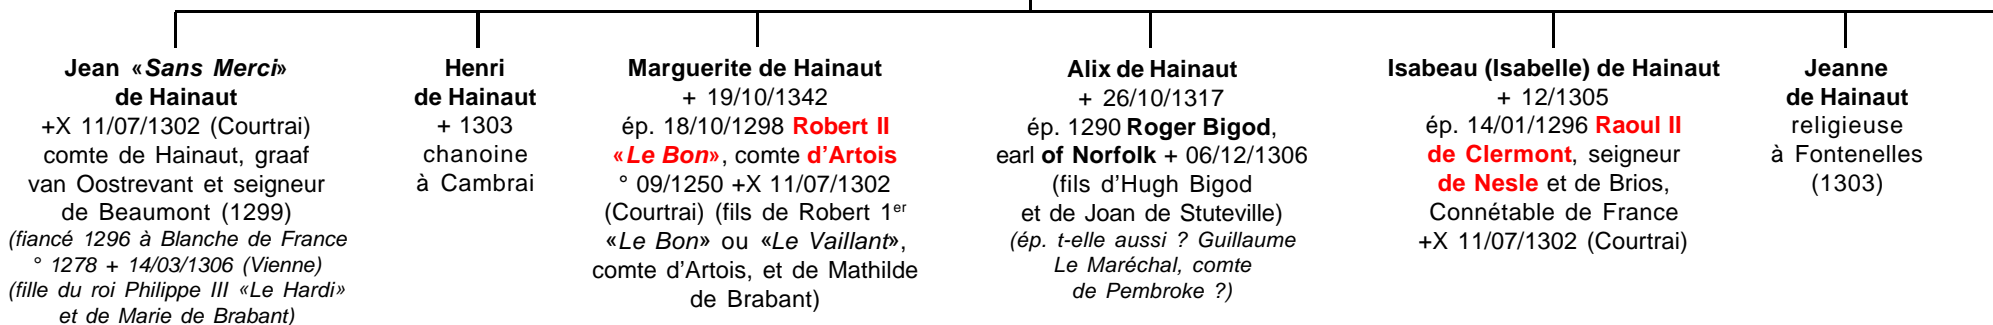 Jean «Sans Merci»
de Hainaut
+X 11/07/1302 (Courtrai)
comte de Hainaut, graaf
van Oostrevant et seigneur
de Beaumont (1299)
(fiancé 1296 à Blanche de France
° 1278 + 14/03/1306 (Vienne)
(fille du roi Philippe III «Le Hardi»
et de Marie de Brabant)
Henri
de Hainaut
+ 1303
chanoine
à Cambrai
Marguerite de Hainaut
+ 19/10/1342
ép. 18/10/1298 Robert II
«Le Bon», comte d'Artois
° 09/1250 +X 11/07/1302
(Courtrai) (fils de Robert 1er
«Le Bon» ou «Le Vaillant»,
comte d'Artois, et de Mathilde
de Brabant)
Alix de Hainaut
+ 26/10/1317
ép. 1290 Roger Bigod,
earl of Norfolk + 06/12/1306
(fils d'Hugh Bigod
et de Joan de Stuteville)
(ép. t-elle aussi ? Guillaume
Le Maréchal, comte
de Pembroke ?)
Isabeau (Isabelle) de Hainaut
+ 12/1305
ép. 14/01/1296 Raoul II
de Clermont, seigneur
de Nesle et de Brios,
Connétable de France
+X 11/07/1302 (Courtrai)
Jeanne
de Hainaut
religieuse
à Fontenelles
(1303)